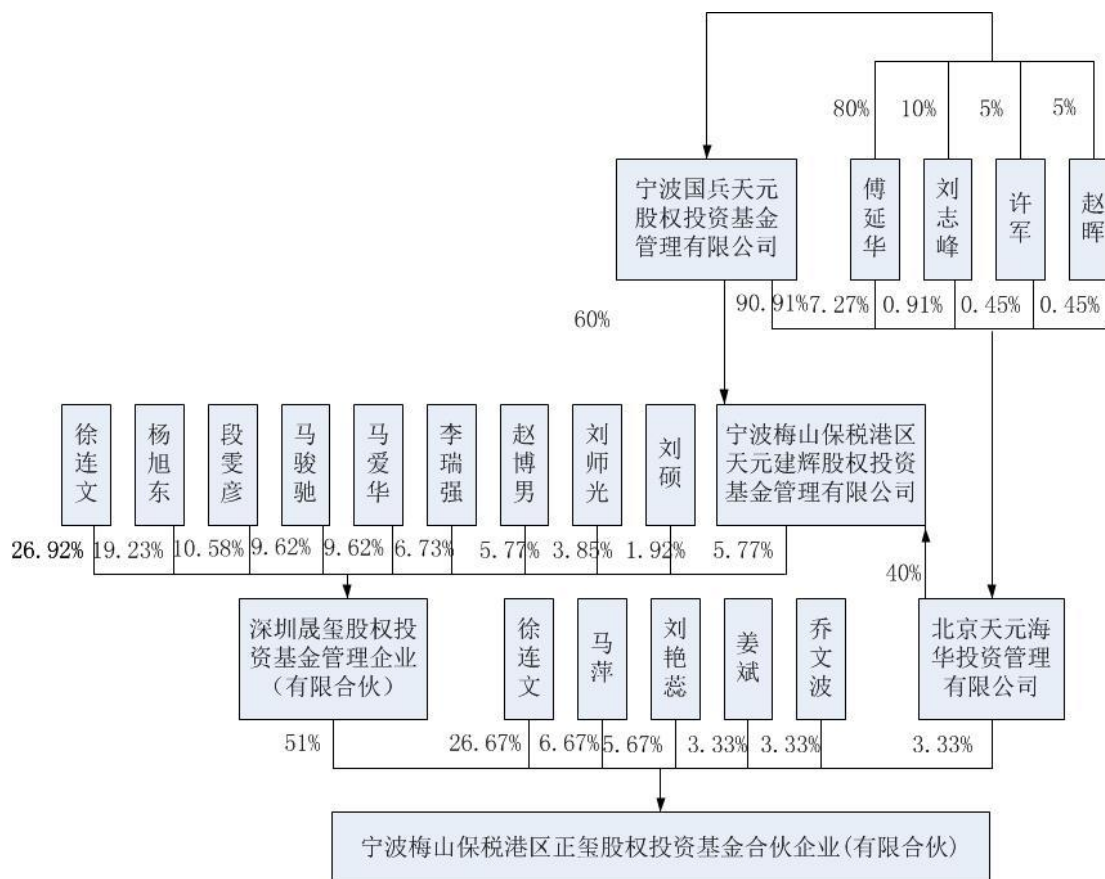 80%
10%
5%
5%
宁波国兵天元
股权投资基金
管理有限公司
傅延华
刘志峰
许军
赵晖
60%
90.91%
7.27%
0.91%
0.45%
0.45%
徐连文
杨旭东
段雯彦
马骏驰
马爱华
李瑞强
赵博男
刘师光
刘硕
宁波梅山保税港区
天元建辉股权投资
基金管理有限公司
26.92%
19.23%
10.58%
9.62%
9.62%
6.73%
5.77%
3.85%
1.92%
5.77%
40%
深圳晟玺股权投
资基金管理企业
（有限合伙）
徐连文
马萍
刘艳蕊
姜斌
乔文波
北京天元海
华投资管理
有限公司
51%
26.67%
6.67%
5.67%
3.33%
3.33%
3.33%
宁波梅山保税港区正玺股权投资基金合伙企业(有限合伙)